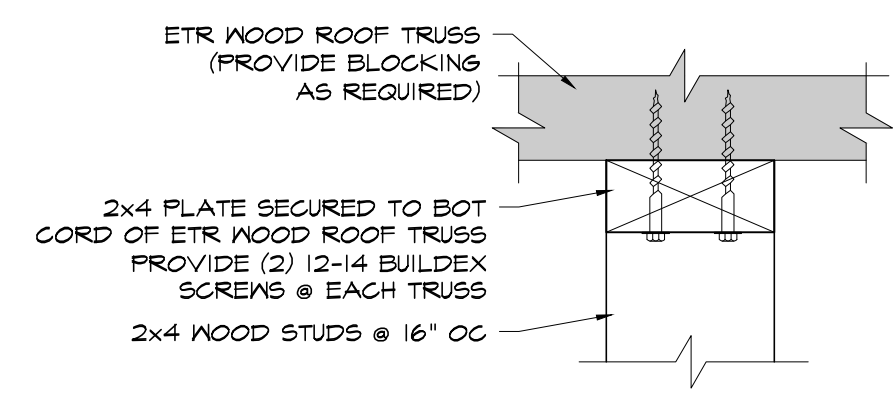 ETR WOOD ROOF TRUSS
(PROVIDE BLOCKING
AS REQUIRED)
2x4 PLATE SECURED TO BOT
CORD OF ETR WOOD ROOF TRUSS
PROVIDE (2) 12-14 BUILDEX
SCREWS @ EACH TRUSS
2x4 WOOD STUDS @ 16" OC